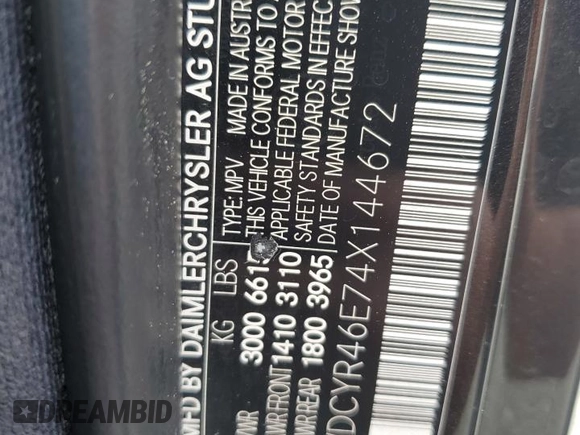 MFD BY DAIMLERCHRYSLER AG STU
KG LBS TYPE: MPV MADE IN AUSTR
WR 3000 661 THIS VEHICLE CONFORMS TO
WR FRONT 1410 3110 APPLICABLE FEDERAL MOTOR
WR REAR 1800 3965 SAFETY STANDARDS IN EFFEC
DATE OF MANUFACTURE SHOW
DCYR46E74X144672
DREAMBID